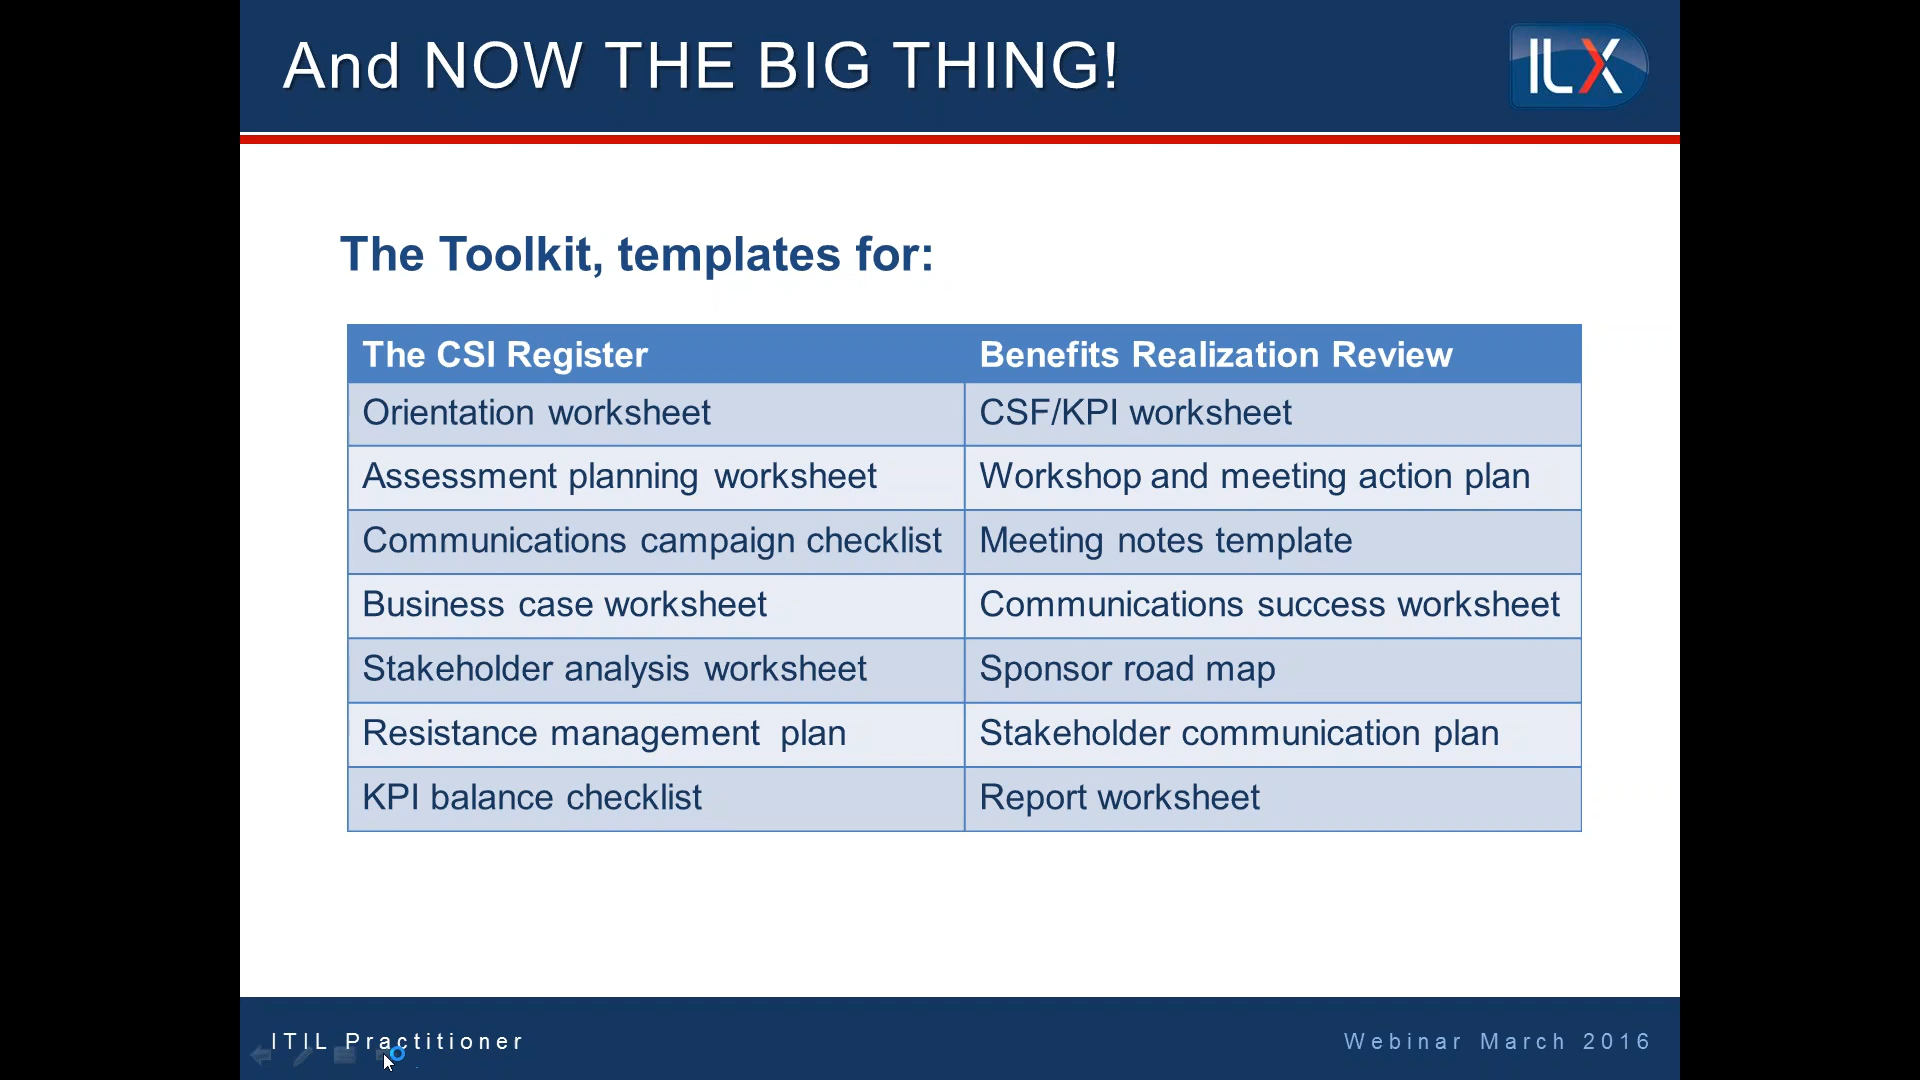 And NOW THE BIG THING!
ILX
The Toolkit, templates for:
The CSI Register Benefits Realization Review
Orientation worksheet CSF/KPI worksheet
Assessment planning worksheet Workshop and meeting action plan
Communications campaign checklist Meeting notes template
Business case worksheet Communications success worksheet
Stakeholder analysis worksheet Sponsor road map
Resistance management plan Stakeholder communication plan
KPI balance checklist Report worksheet
ITIL Practitioner Webinar March 2016